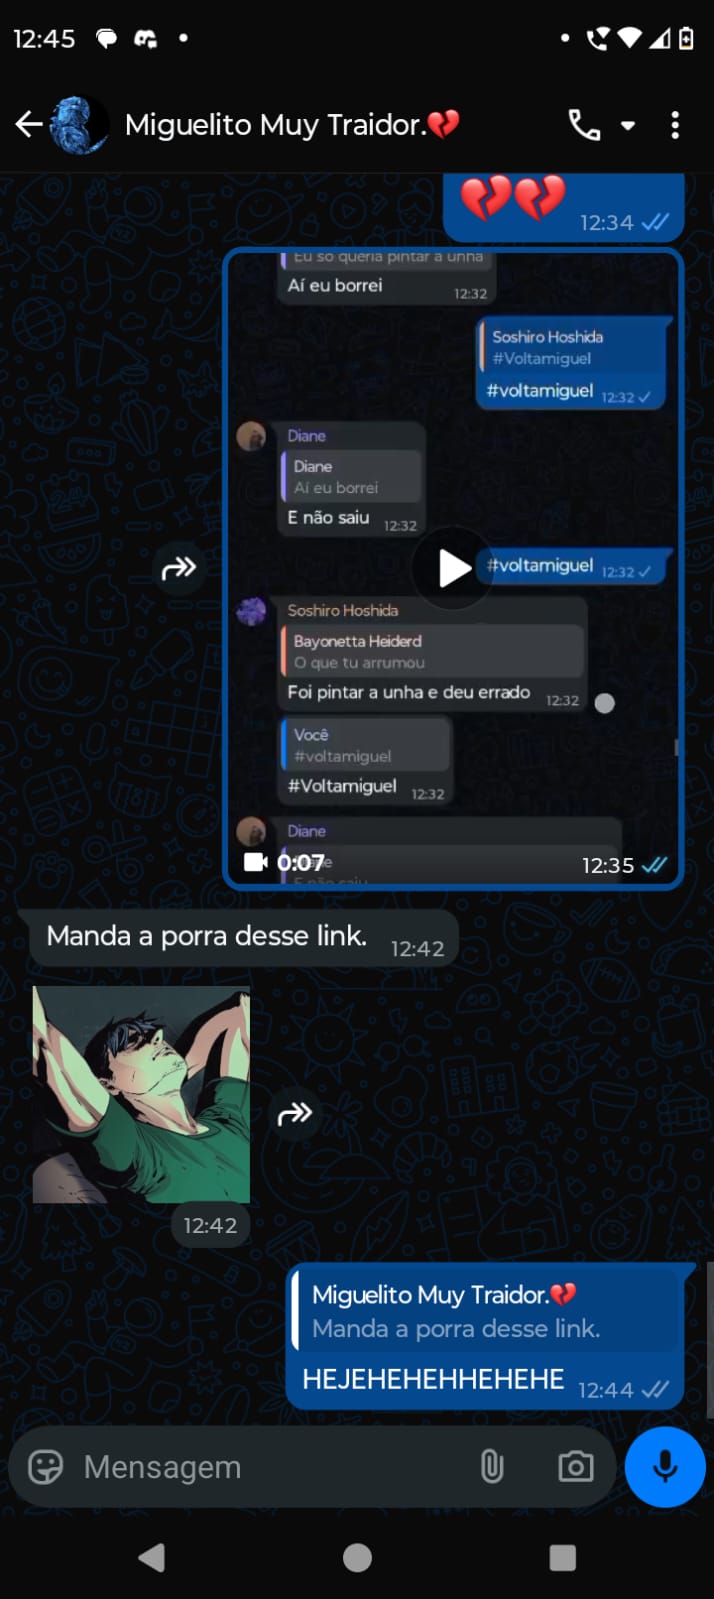 12:45
Miguelito Muy Traidor.💔
💔💔
12:34
Eu so queria pintar a unha
Aí eu borrei
12:32
Soshiro Hoshida
#Voltamiguel
#voltamiguel 12:32
Diane
Diane
Aí eu borrei
E não saiu 12:32
#voltamiguel 12:32
Soshiro Hoshida
Bayonetta Heiderd
O que tu arrumou
Foi pintar a unha e deu errado 12:32
Você
#voltamiguel
#Voltamiguel 12:32
Diane
E não saiu
0:07
12:35
Manda a porra desse link. 12:42
12:42
Miguelito Muy Traidor.💔
Manda a porra desse link.
HEJEHEHEHHEHEHE 12:44
Mensagem